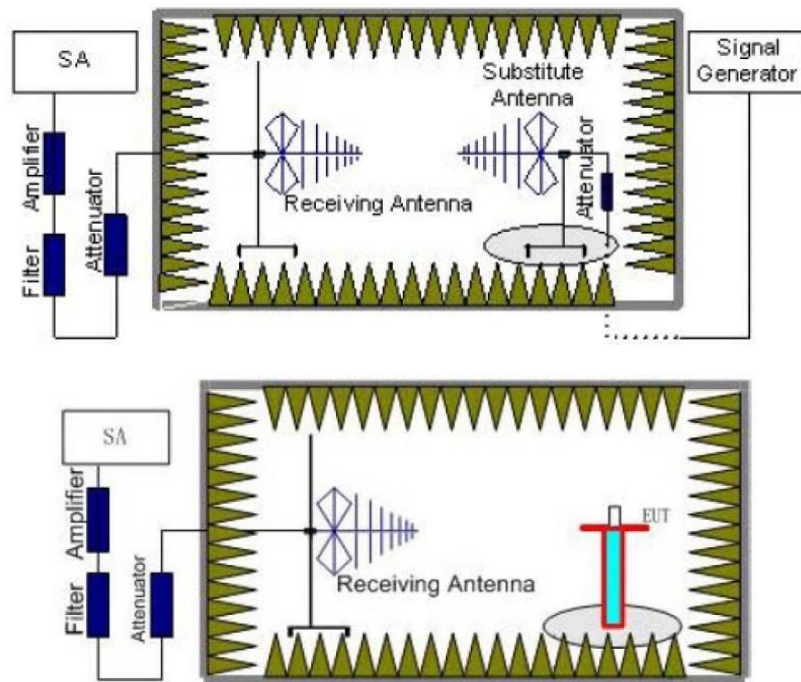 SA
Signal
Generator
Substitute
Antenna
Amplifier
Attenuator
Attenuator
Receiving Antenna
Filter
SA
EUT
Amplifier
Receiving Antenna
Filter
Attenuator